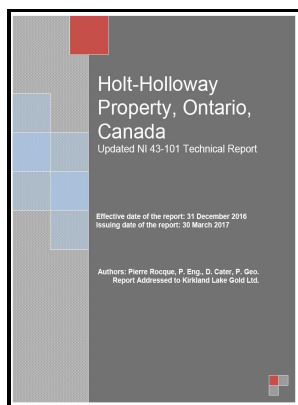 Holt-Holloway
Property, Ontario,
Canada
Updated NI 43-101 Technical Report
Effective date of the report: 31 December 2016
Issuing date of the report: 30 March 2017
Authors: Pierre Rocque, P. Eng., D. Cater, P. Geo.
Report Addressed to Kirkland Lake Gold Ltd.